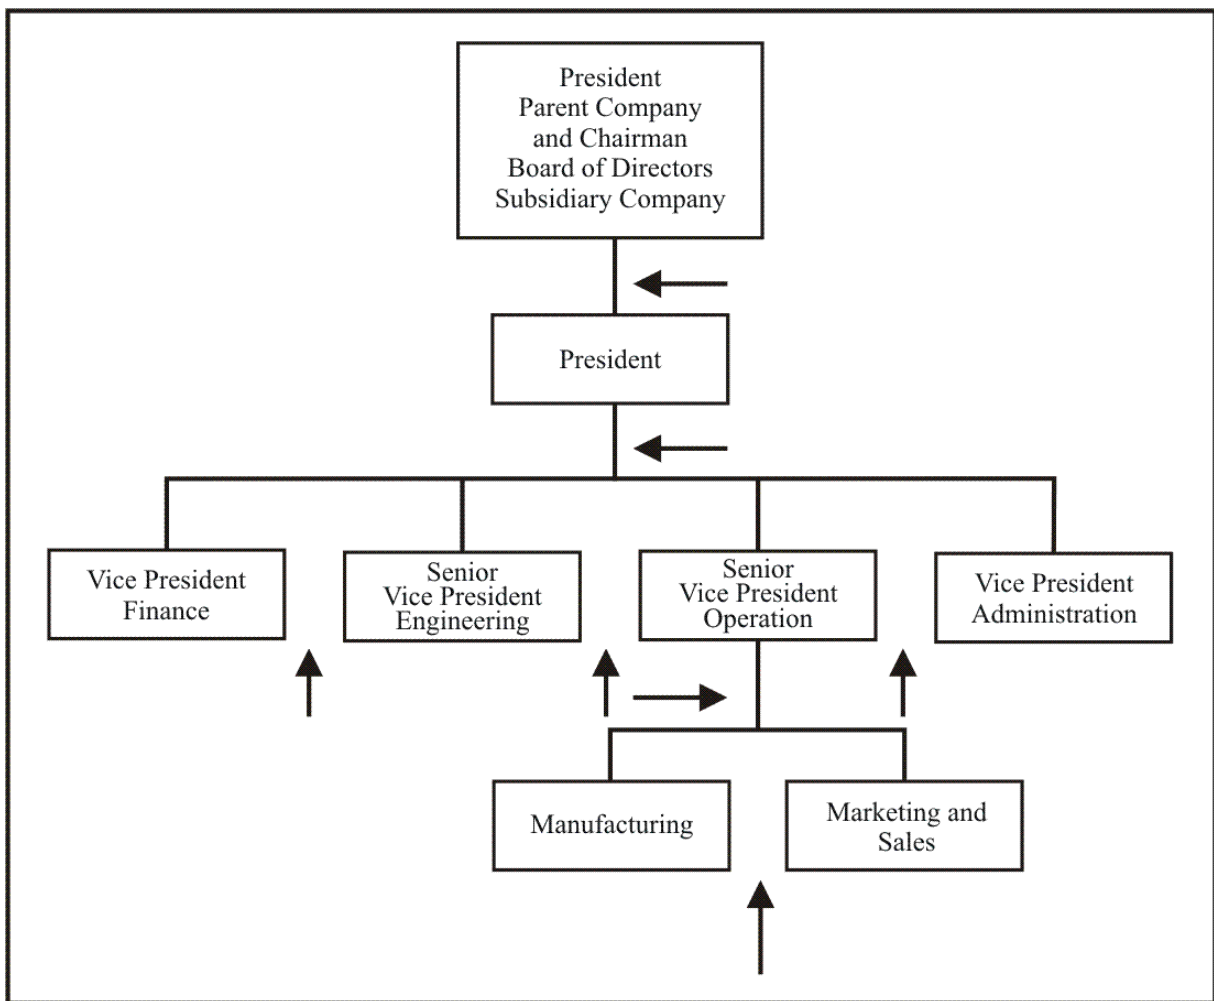 President
Parent Company
and Chairman
Board of Directors
Subsidiary Company
President
Vice President
Finance
Senior
Vice President
Engineering
Senior
Vice President
Operation
Vice President
Administration
Manufacturing
Marketing and
Sales